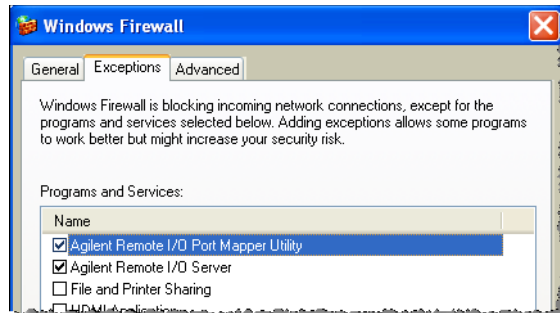 Windows Firewall
General Exceptions Advanced
Windows Firewall is blocking incoming network connections, except for the
programs and services selected below. Adding exceptions allows some programs
to work better but might increase your security risk.
Programs and Services:
Name
Agilent Remote I/O Port Mapper Utility
Agilent Remote I/O Server
File and Printer Sharing
HDMI Application